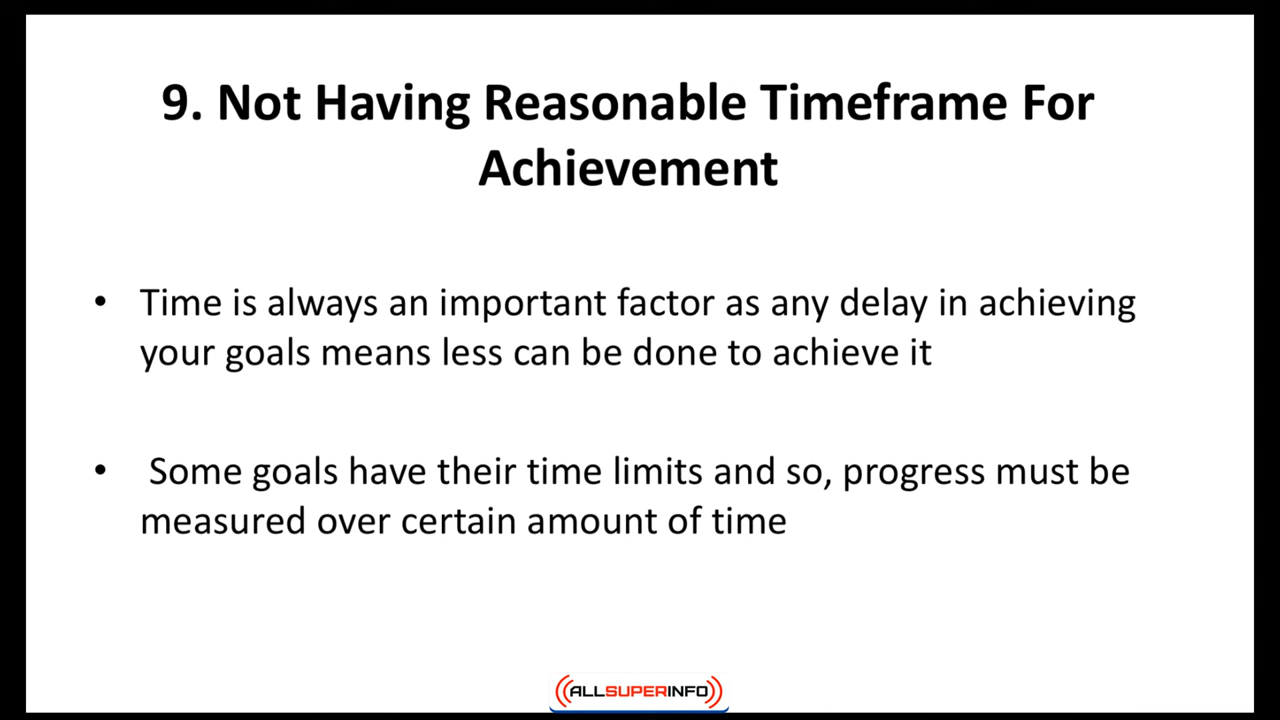 9. Not Having Reasonable Timeframe For
Achievement
• Time is always an important factor as any delay in achieving
your goals means less can be done to achieve it
• Some goals have their time limits and so, progress must be
measured over certain amount of time
ALLSUPERINFO